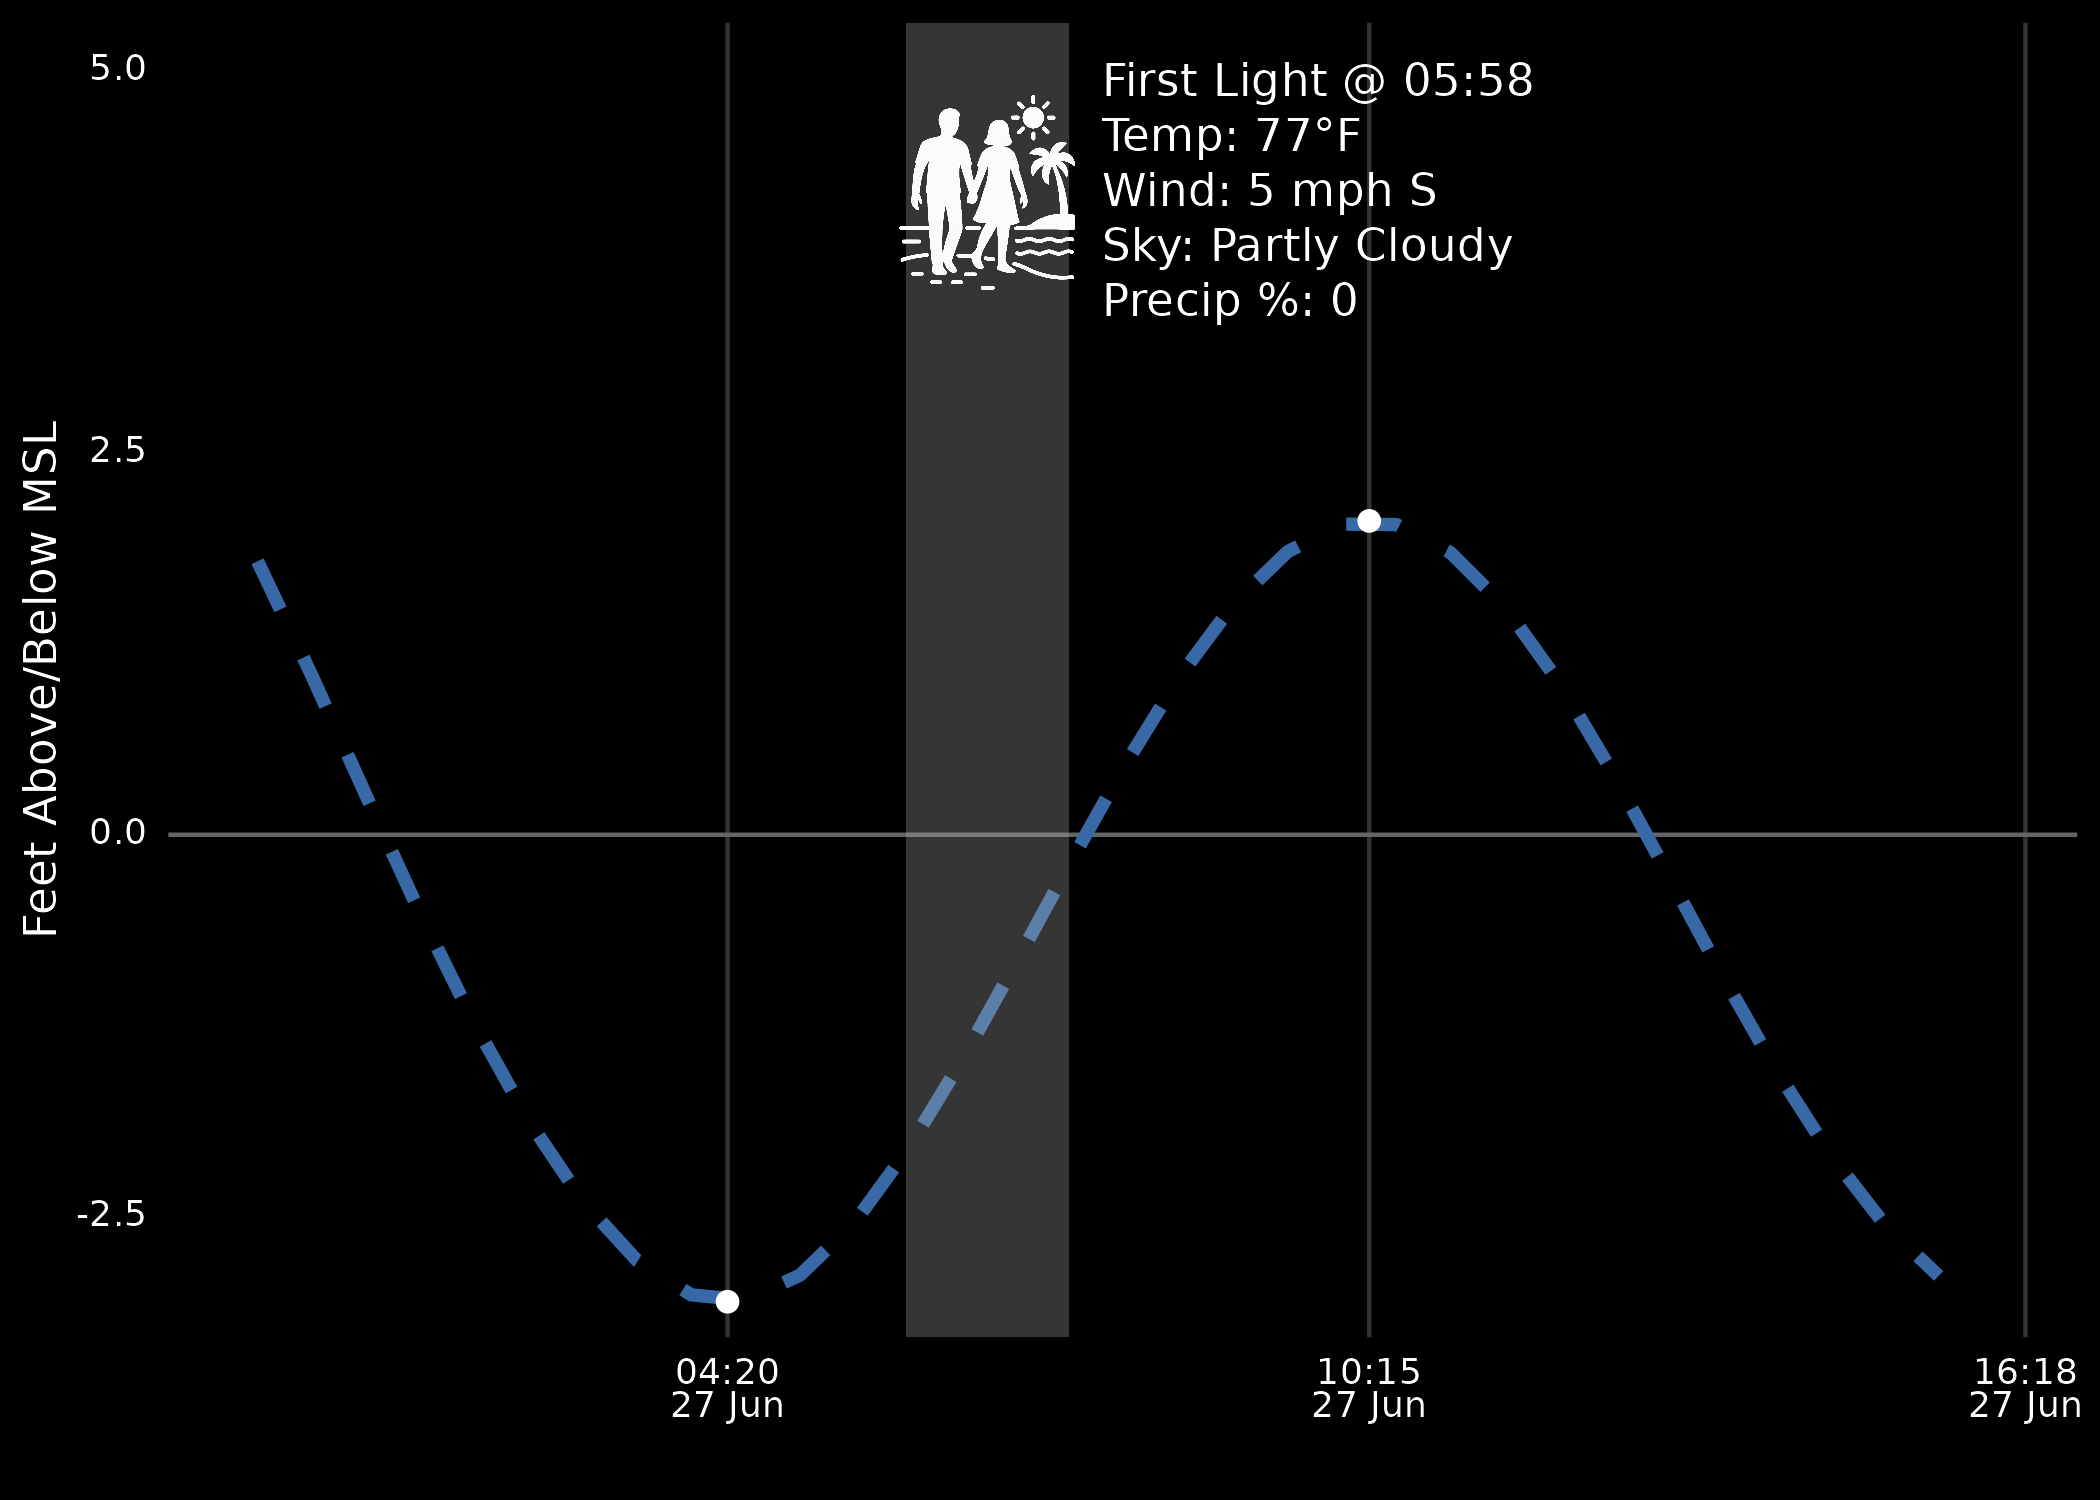 5.0
2.5
0.0
-2.5
Feet Above/Below MSL
First Light @ 05:58
Temp: 77°F
Wind: 5 mph S
Sky: Partly Cloudy
Precip %: 0
04:20
27 Jun
10:15
27 Jun
16:18
27 Jun